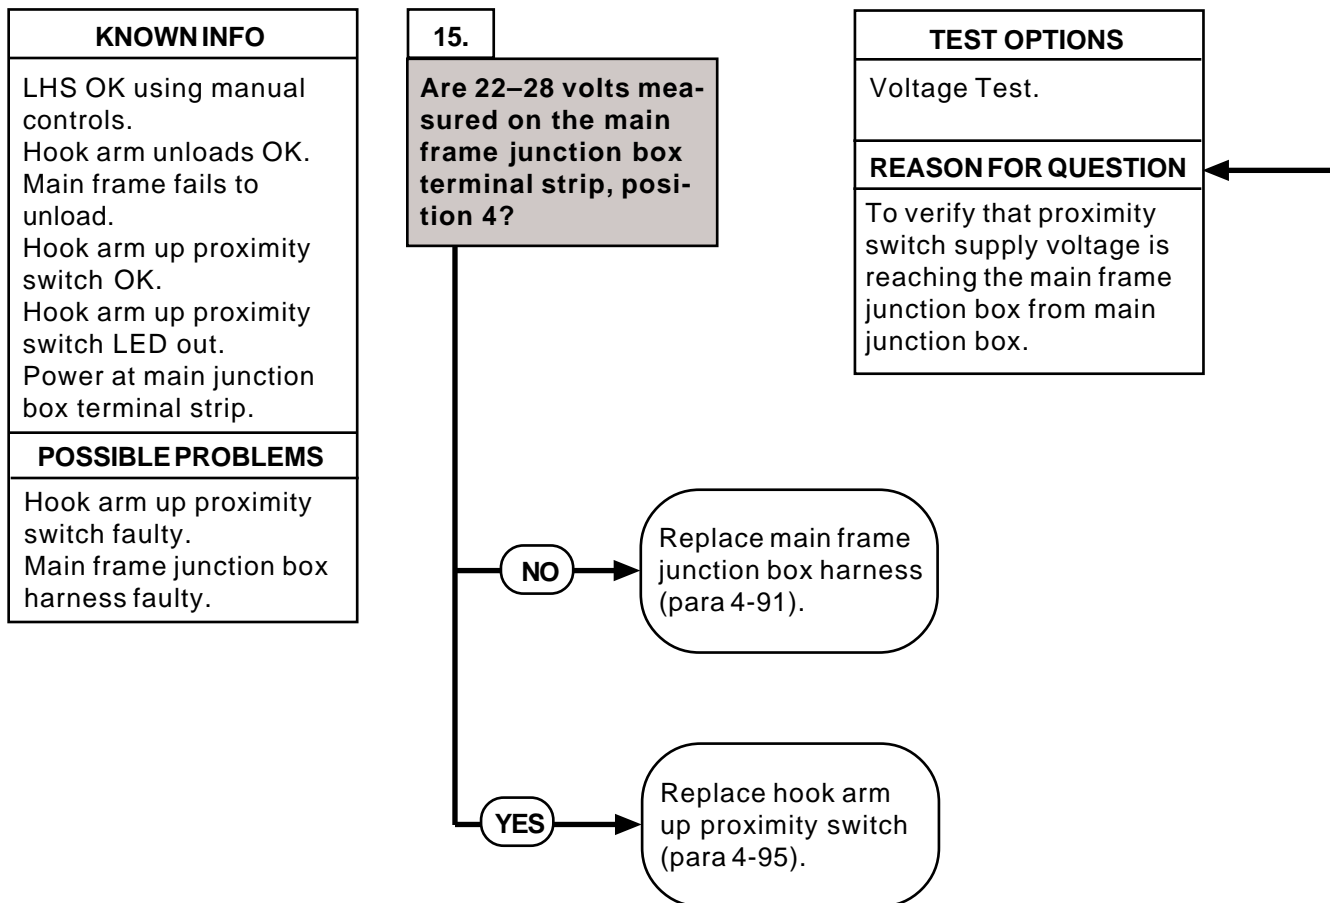 KNOWN INFO
LHS OK using manual
controls.
Hook arm unloads OK.
Main frame fails to
unload.
Hook arm up proximity
switch OK.
Hook arm up proximity
switch LED out.
Power at main junction
box terminal strip.
POSSIBLE PROBLEMS
Hook arm up proximity
switch faulty.
Main frame junction box
harness faulty.
15.
Are 22–28 volts mea-
sured on the main
frame junction box
terminal strip, posi-
tion 4?
TEST OPTIONS
Voltage Test.
REASON FOR QUESTION
To verify that proximity
switch supply voltage is
reaching the main frame
junction box from main
junction box.
NO
Replace main frame
junction box harness
(para 4-91).
YES
Replace hook arm
up proximity switch
(para 4-95).